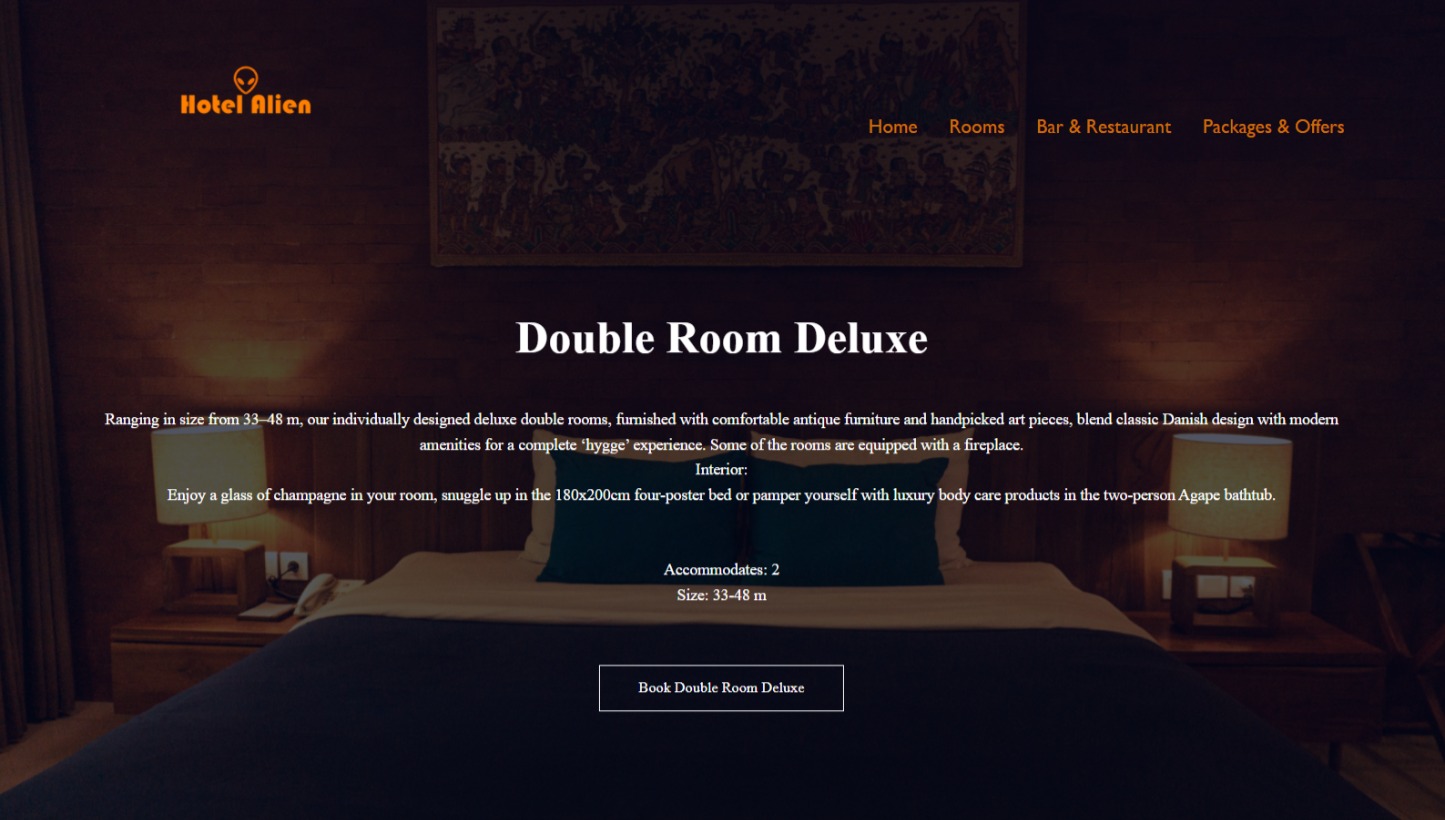 Hotel Alien
Home
Rooms
Bar & Restaurant
Packages & Offers
Double Room Deluxe
Ranging in size from 33–48 m, our individually designed deluxe double rooms, furnished with comfortable antique furniture and handpicked art pieces, blend classic Danish design with modern
amenities for a complete ‘hygge’ experience. Some of the rooms are equipped with a fireplace.
Interior:
Enjoy a glass of champagne in your room, snuggle up in the 180x200cm four-poster bed or pamper yourself with luxury body care products in the two-person Agape bathtub.
Accommodates: 2
Size: 33-48 m
Book Double Room Deluxe